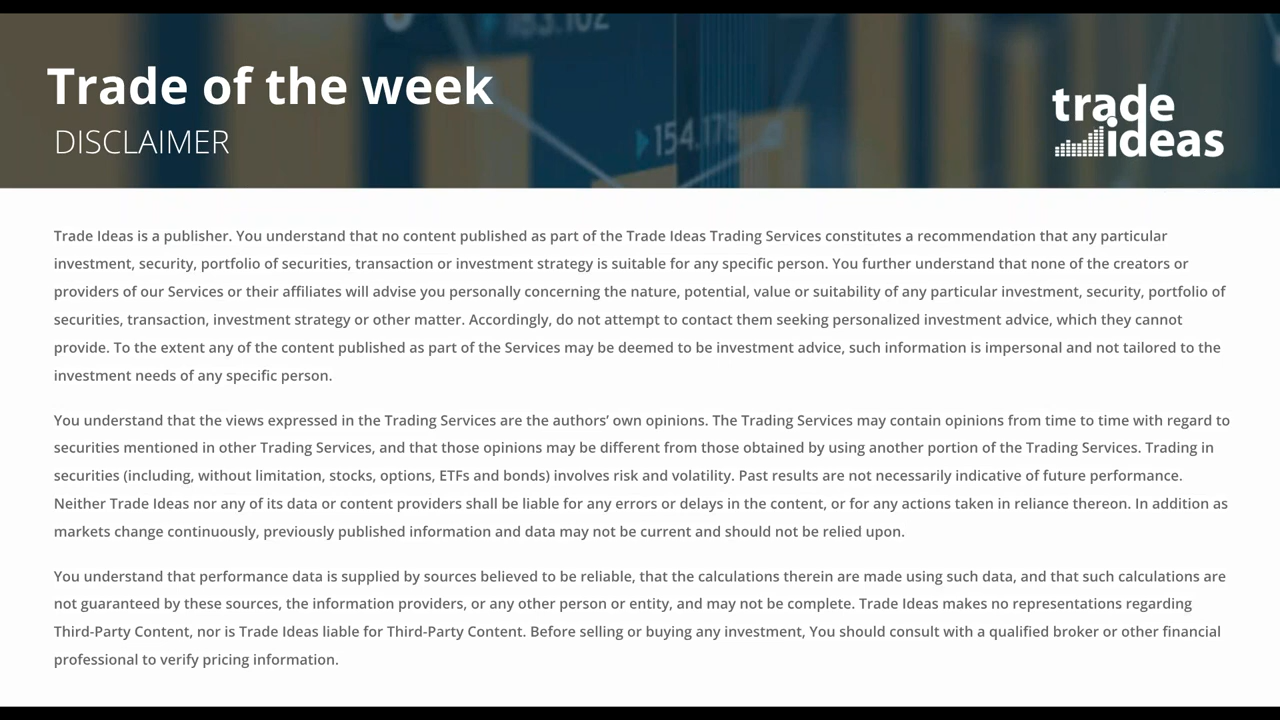 153.102
Trade of the week
DISCLAIMER
154.178
trade
ideas
Trade Ideas is a publisher. You understand that no content published as part of the Trade Ideas Trading Services constitutes a recommendation that any particular
investment, security, portfolio of securities, transaction or investment strategy is suitable for any specific person. You further understand that none of the creators or
providers of our Services or their affiliates will advise you personally concerning the nature, potential, value or suitability of any particular investment, security, portfolio of
securities, transaction, investment strategy or other matter. Accordingly, do not attempt to contact them seeking personalized investment advice, which they cannot
provide. To the extent any of the content published as part of the Services may be deemed to be investment advice, such information is impersonal and not tailored to the
investment needs of any specific person.
You understand that the views expressed in the Trading Services are the authors’ own opinions. The Trading Services may contain opinions from time to time with regard to
securities mentioned in other Trading Services, and that those opinions may be different from those obtained by using another portion of the Trading Services. Trading in
securities (including, without limitation, stocks, options, ETFs and bonds) involves risk and volatility. Past results are not necessarily indicative of future performance.
Neither Trade Ideas nor any of its data or content providers shall be liable for any errors or delays in the content, or for any actions taken in reliance thereon. In addition as
markets change continuously, previously published information and data may not be current and should not be relied upon.
You understand that performance data is supplied by sources believed to be reliable, that the calculations therein are made using such data, and that such calculations are
not guaranteed by these sources, the information providers, or any other person or entity, and may not be complete. Trade Ideas makes no representations regarding
Third-Party Content, nor is Trade Ideas liable for Third-Party Content. Before selling or buying any investment, You should consult with a qualified broker or other financial
professional to verify pricing information.